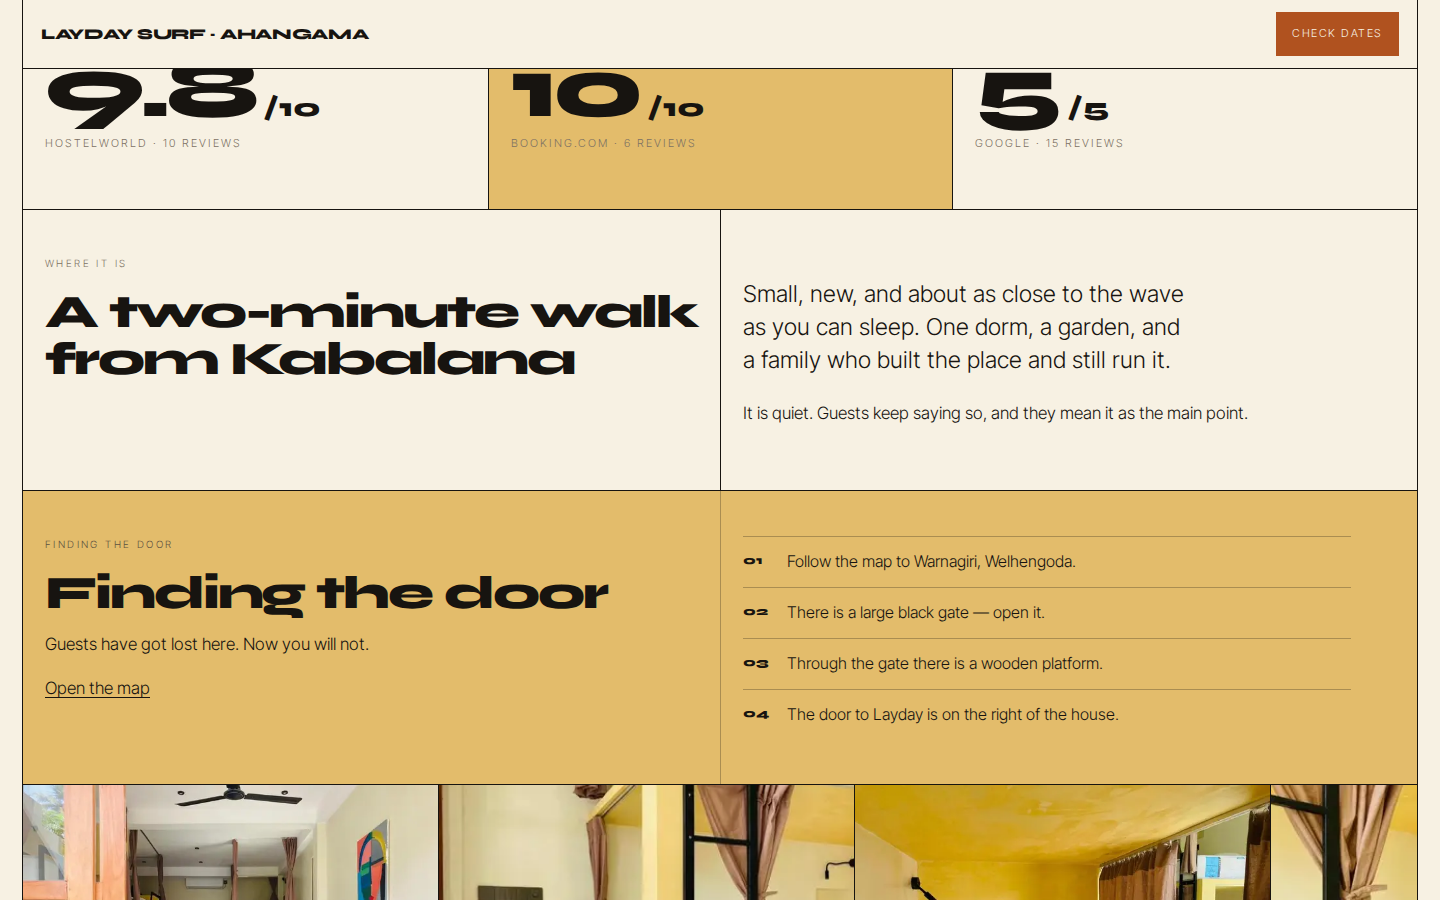 LAYDAY SURF · AHANGAMA
CHECK DATES
9.8 /10
HOSTELWORLD · 10 REVIEWS
10 /10
BOOKING.COM · 6 REVIEWS
5 /5
GOOGLE · 15 REVIEWS
WHERE IT IS
A two-minute walk
from Kabalana
Small, new, and about as close to the wave
as you can sleep. One dorm, a garden, and
a family who built the place and still run it.
It is quiet. Guests keep saying so, and they mean it as the main point.
FINDING THE DOOR
Finding the door
Guests have got lost here. Now you will not.
Open the map
01 Follow the map to Warnagiri, Welhengoda.
02 There is a large black gate — open it.
03 Through the gate there is a wooden platform.
04 The door to Layday is on the right of the house.